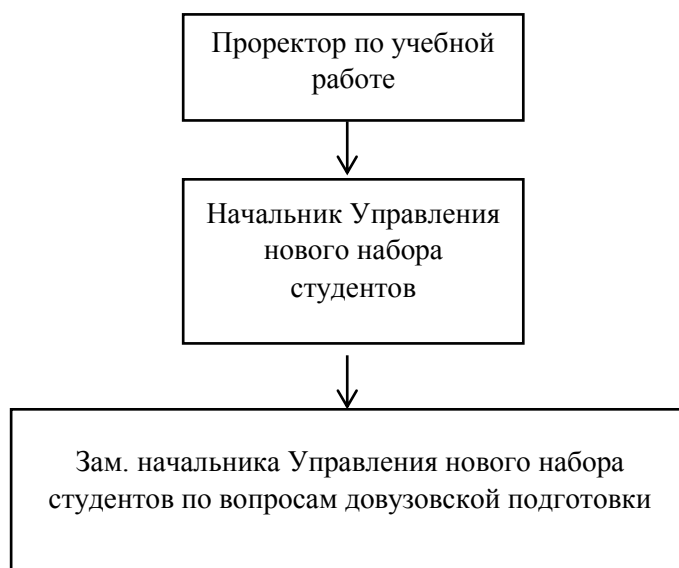 Проректор по учебной
работе
Начальник Управления
нового набора
студентов
Зам. начальника Управления нового набора
студентов по вопросам довузовской подготовки